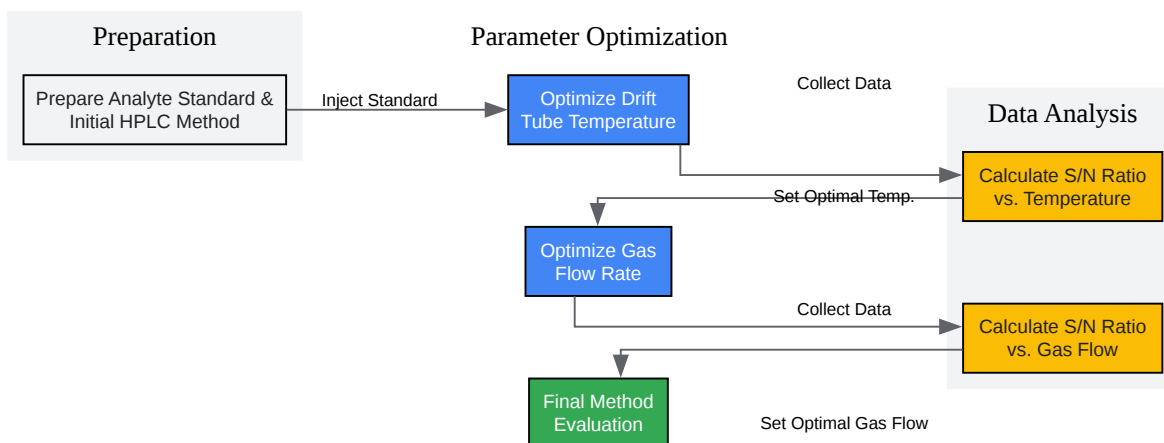 Preparation
Parameter Optimization
Prepare Analyte Standard &
Initial HPLC Method
Inject Standard
Optimize Drift
Tube Temperature
Collect Data
Data Analysis
Calculate S/N Ratio
vs. Temperature
Set Optimal Temp.
Optimize Gas
Flow Rate
Collect Data
Calculate S/N Ratio
vs. Gas Flow
Final Method
Evaluation
Set Optimal Gas Flow